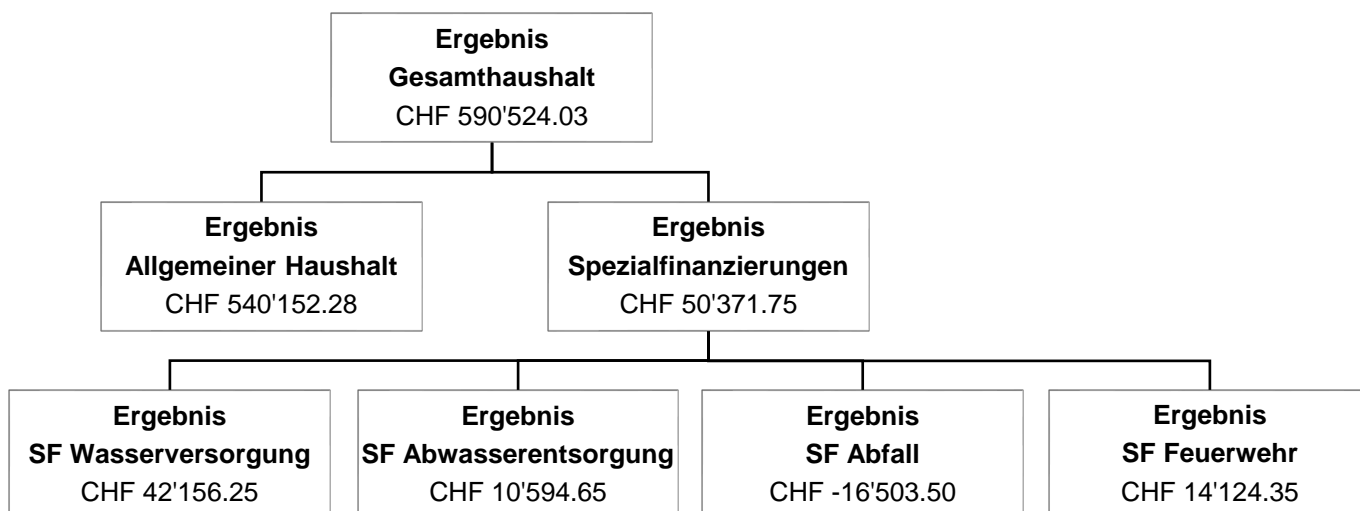 Ergebnis
Gesamthaushalt
CHF 590'524.03
Ergebnis
Allgemeiner Haushalt
CHF 540'152.28
Ergebnis
Spezialfinanzierungen
CHF 50'371.75
Ergebnis
SF Wasserversorgung
CHF 42'156.25
Ergebnis
SF Abwasserentsorgung
CHF 10'594.65
Ergebnis
SF Abfall
CHF -16'503.50
Ergebnis
SF Feuerwehr
CHF 14'124.35